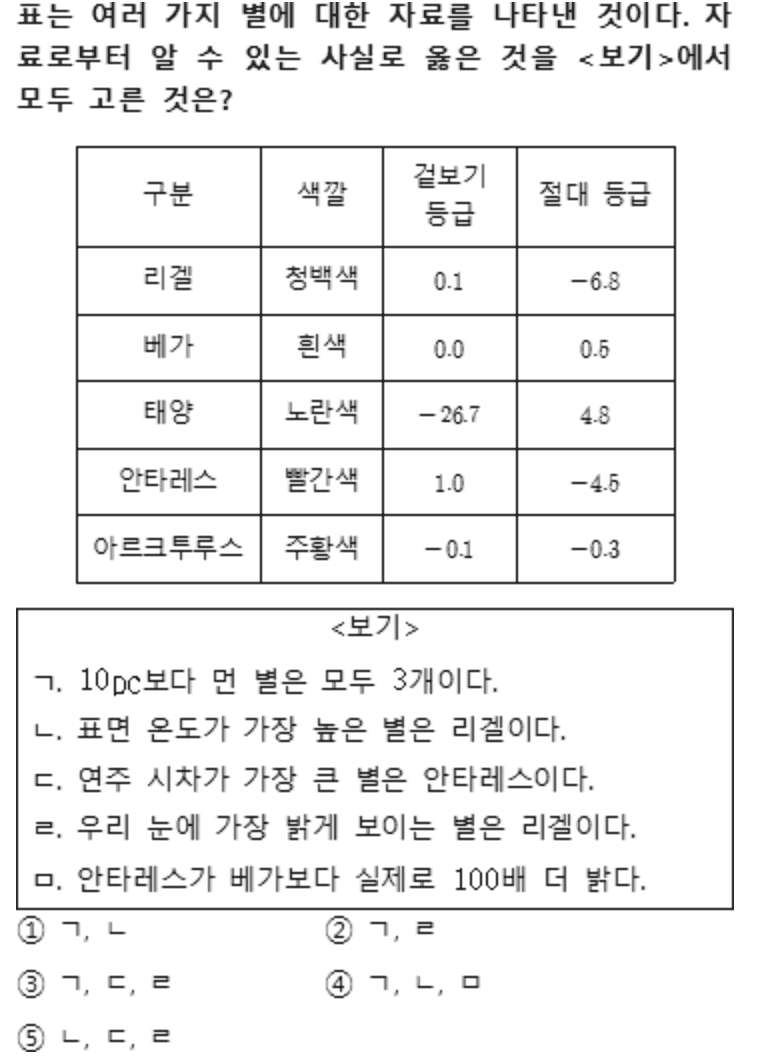 표는 여러 가지 별에 대한 자료를 나타낸 것이다. 자
료로부터 알 수 있는 사실로 옳은 것을 <보기>에서
모두 고른 것은?
구분 색깔 겉보기 등급 절대 등급
리겔 청백색 0.1 −6.8
베가 흰색 0.0 0.5
태양 노란색 −26.7 4.8
안타레스 빨간색 1.0 −4.5
아르크투루스 주황색 −0.1 −0.3
<보기>
ㄱ. 10pc보다 먼 별은 모두 3개이다.
ㄴ. 표면 온도가 가장 높은 별은 리겔이다.
ㄷ. 연주 시차가 가장 큰 별은 안타레스이다.
ㄹ. 우리 눈에 가장 밝게 보이는 별은 리겔이다.
ㅁ. 안타레스가 베가보다 실제로 100배 더 밝다.
① ㄱ, ㄴ ② ㄱ, ㄹ
③ ㄱ, ㄷ, ㄹ ④ ㄱ, ㄴ, ㅁ
⑤ ㄴ, ㄷ, ㄹ